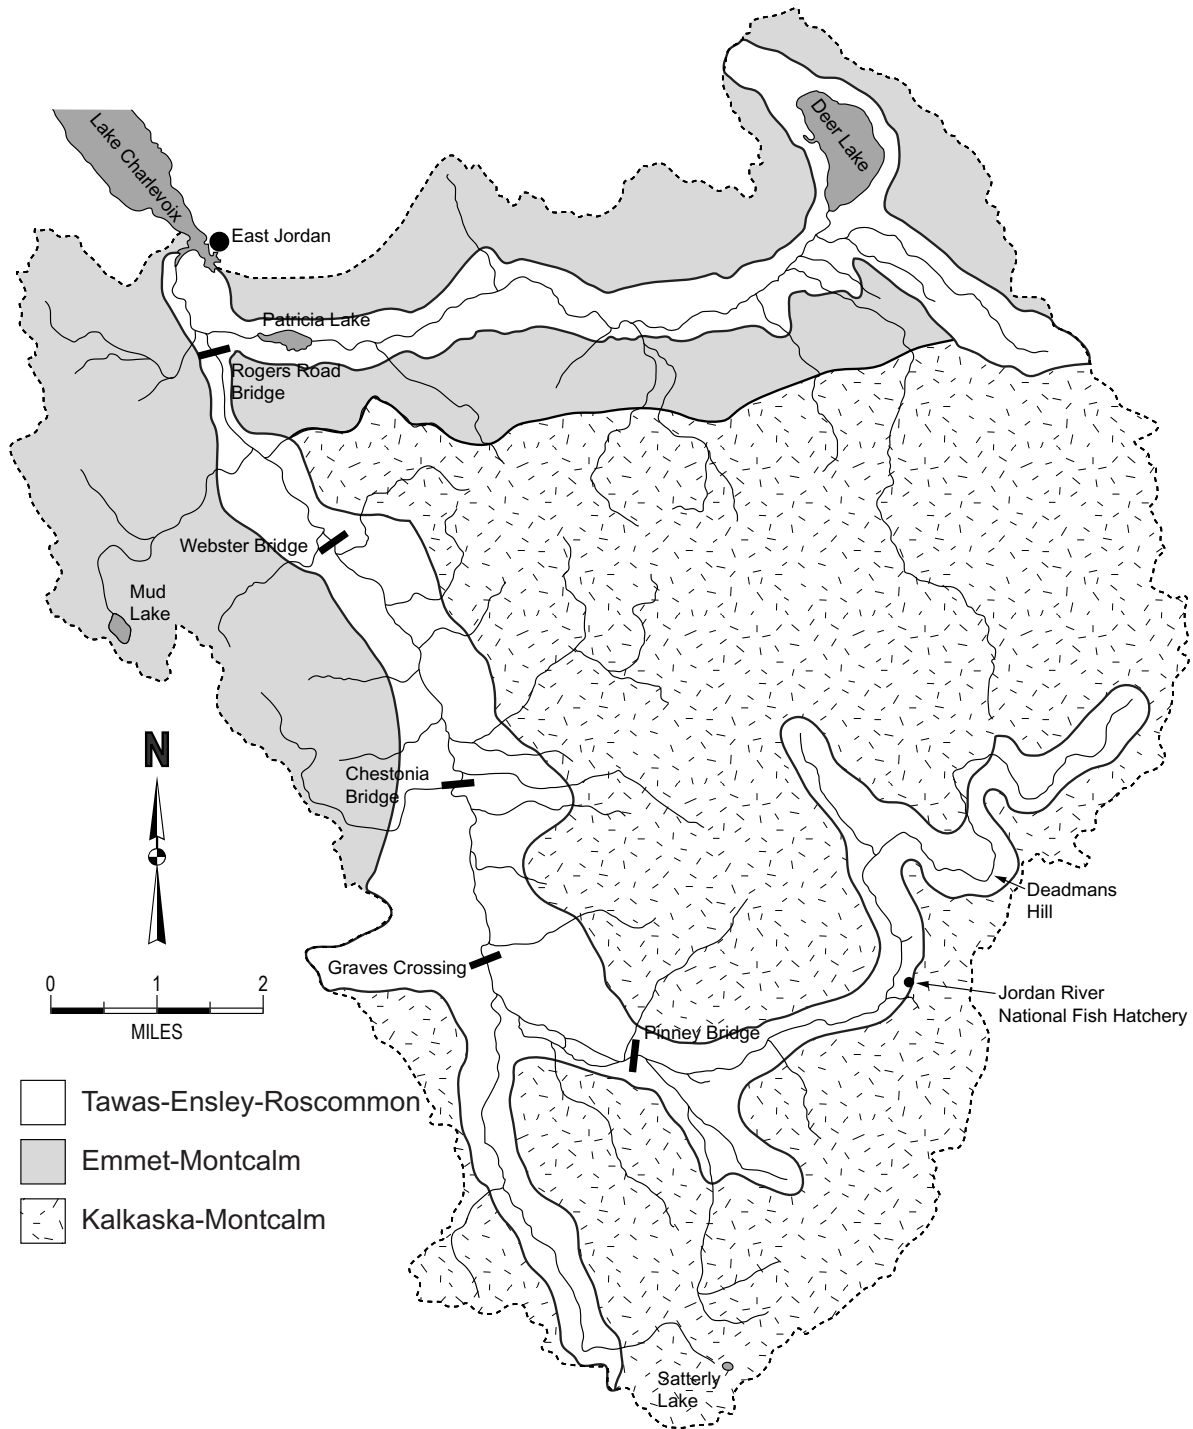 Deer Lake
Lake Charlevoix
East Jordan
Patricia Lake
Rogers Road
Bridge
Webster Bridge
Mud
Lake
N
Chestonia
Bridge
Deadmans
Hill
Graves Crossing
0 1 2
MILES
Jordan River
National Fish Hatchery
Pinney Bridge
Tawas-Ensley-Roscommon
Emmet-Montcalm
Kalkaska-Montcalm
Satterly
Lake